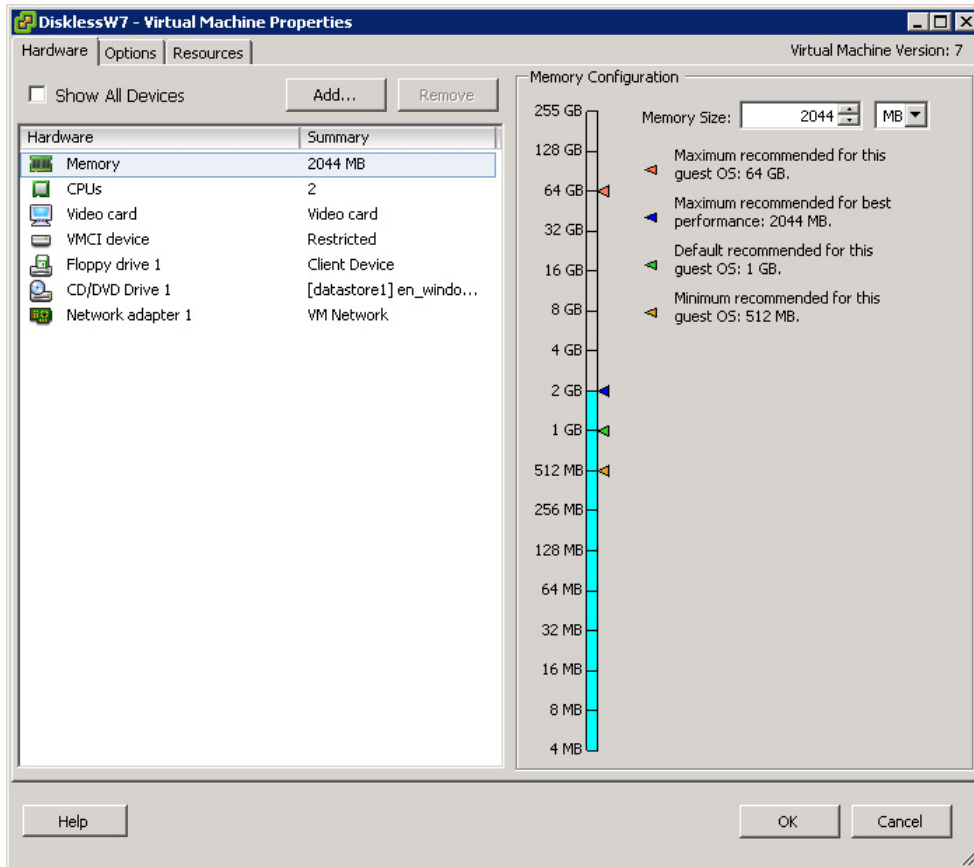 DisklessW7 - Virtual Machine Properties
Hardware Options Resources Virtual Machine Version: 7
Show All Devices Add... Remove
Hardware Summary
Memory 2044 MB
CPUs 2
Video card Video card
VMCI device Restricted
Floppy drive 1 Client Device
CD/DVD Drive 1 [datastore1] en_windo...
Network adapter 1 VM Network
Memory Configuration
Memory Size: 2044 MB
255 GB
128 GB
64 GB
32 GB
16 GB
8 GB
4 GB
2 GB
1 GB
512 MB
256 MB
128 MB
64 MB
32 MB
16 MB
8 MB
4 MB
Maximum recommended for this
guest OS: 64 GB.
Maximum recommended for best
performance: 2044 MB.
Default recommended for this
guest OS: 1 GB.
Minimum recommended for this
guest OS: 512 MB.
Help OK Cancel